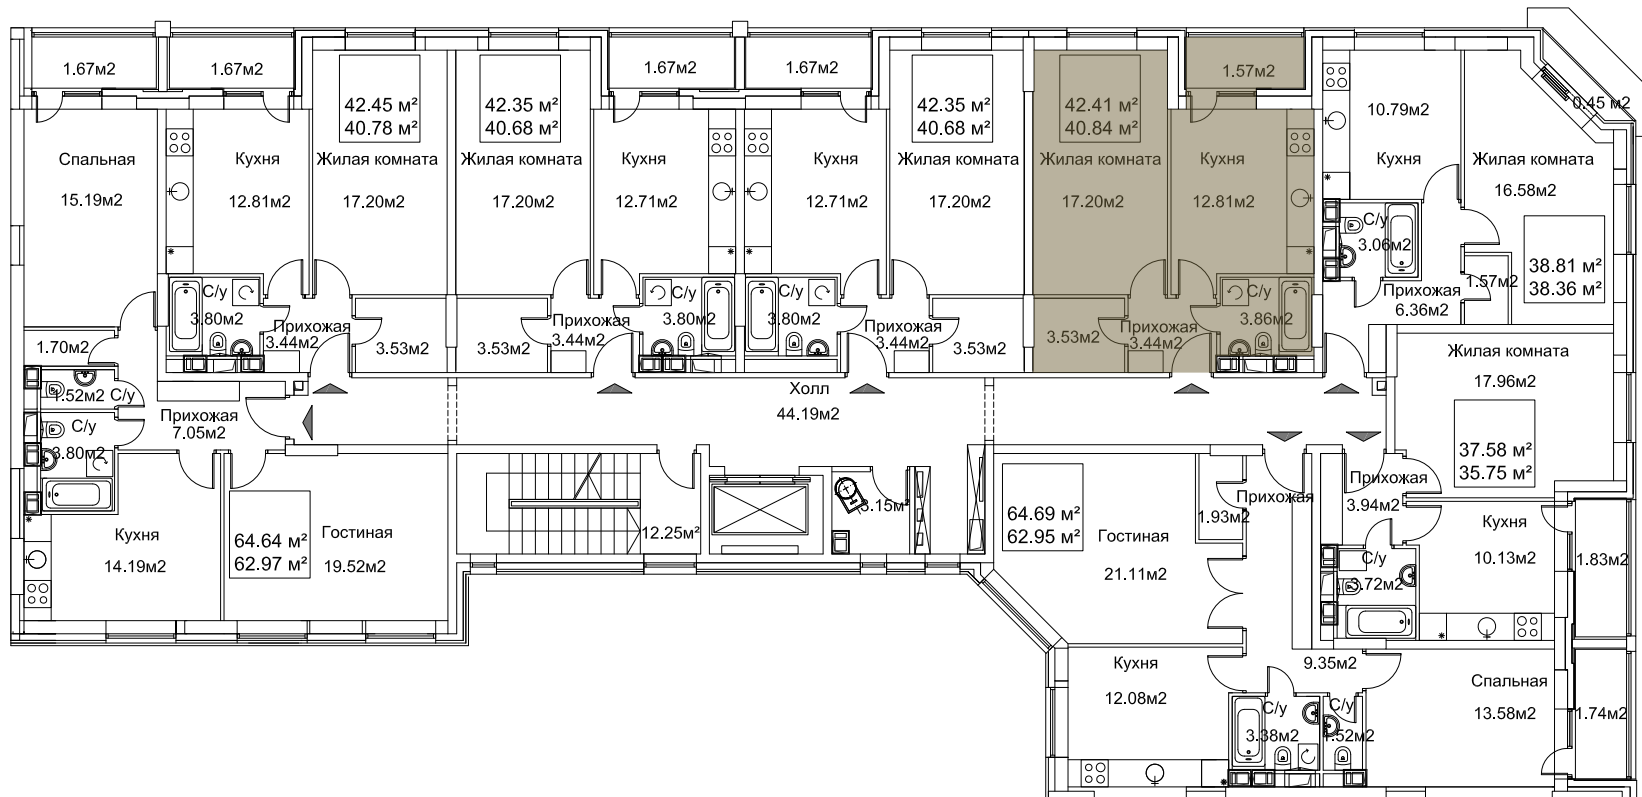 1.67м2
1.67м2
1.67м2
1.67м2
1.57м2
42.45 м²
40.78 м²
42.35 м²
40.68 м²
42.35 м²
40.68 м²
42.41 м²
40.84 м²
10.79м2
0.45 м2
Спальная
15.19м2
Кухня
12.81м2
Жилая комната
17.20м2
Жилая комната
17.20м2
Кухня
12.71м2
Кухня
12.71м2
Жилая комната
17.20м2
Жилая комната
17.20м2
Кухня
12.81м2
Кухня
Жилая комната
16.58м2
С/у
3.06м2
38.81 м²
38.36 м²
1.57м2
Прихожая
6.36м2
С/у
3.80м2
Прихожая
3.44м2
3.53м2
3.53м2
Прихожая
3.44м2
С/у
3.80м2
С/у
3.80м2
Прихожая
3.44м2
3.53м2
3.53м2
Прихожая
3.44м2
С/у
3.86м2
1.70м2
1.52м2
С/у
С/у
3.80м2
Прихожая
7.05м2
Холл
44.19м2
Жилая комната
17.96м2
37.58 м²
35.75 м²
Прихожая
3.94м2
Кухня
14.19м2
64.64 м²
62.97 м²
Гостиная
19.52м2
12.25м²
3.15м²
64.69 м²
62.95 м²
Гостиная
21.11м2
1.93м2
Прихожая
9.35м2
Кухня
10.13м2
1.83м2
С/у
3.72м2
Кухня
12.08м2
С/у
3.38м2
С/у
1.52м2
Спальная
13.58м2
1.74м2